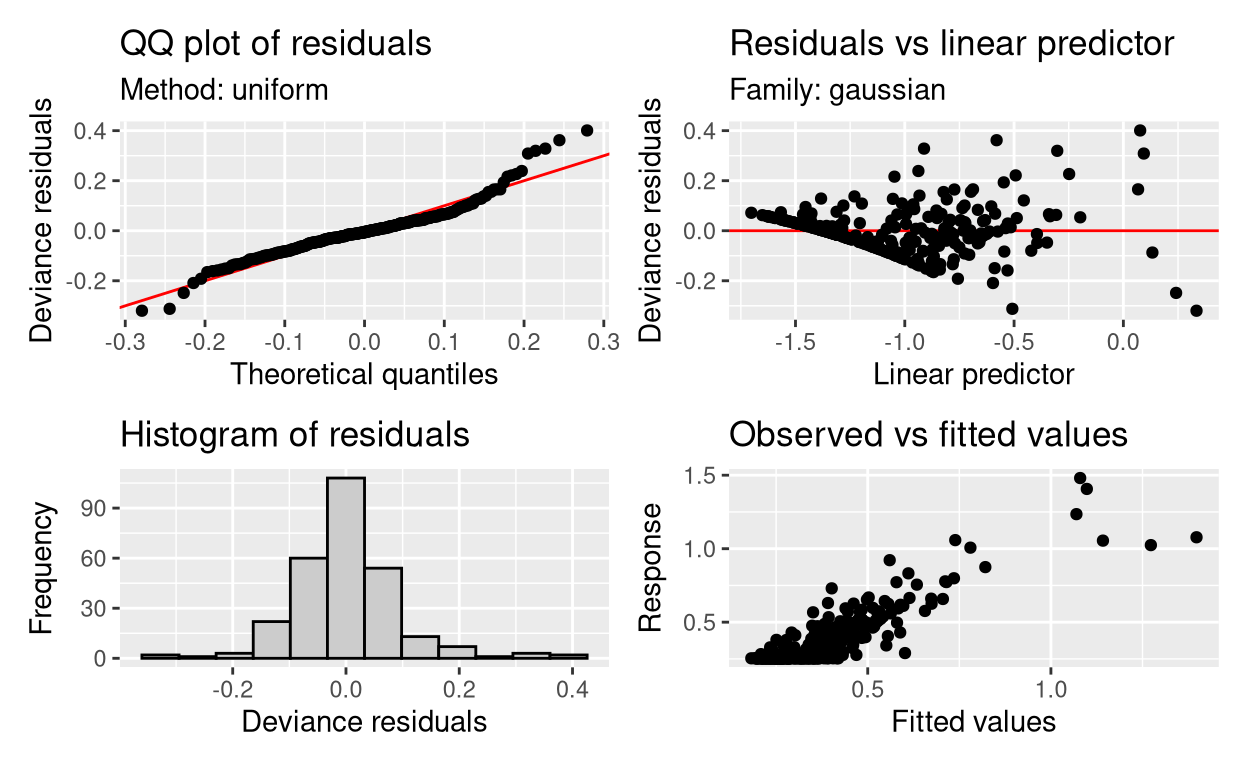 QQ plot of residuals
Method: uniform
Deviance residuals
0.4
0.2
0.0
-0.2
-0.3 -0.2 -0.1 0.0 0.1 0.2 0.3
Theoretical quantiles
Residuals vs linear predictor
Family: gaussian
Deviance residuals
0.4
0.2
0.0
-0.2
-1.5 -1.0 -0.5 0.0
Linear predictor
Histogram of residuals
Frequency
90
60
30
0
-0.2 0.0 0.2 0.4
Deviance residuals
Observed vs fitted values
Response
1.5
1.0
0.5
0.5 1.0
Fitted values